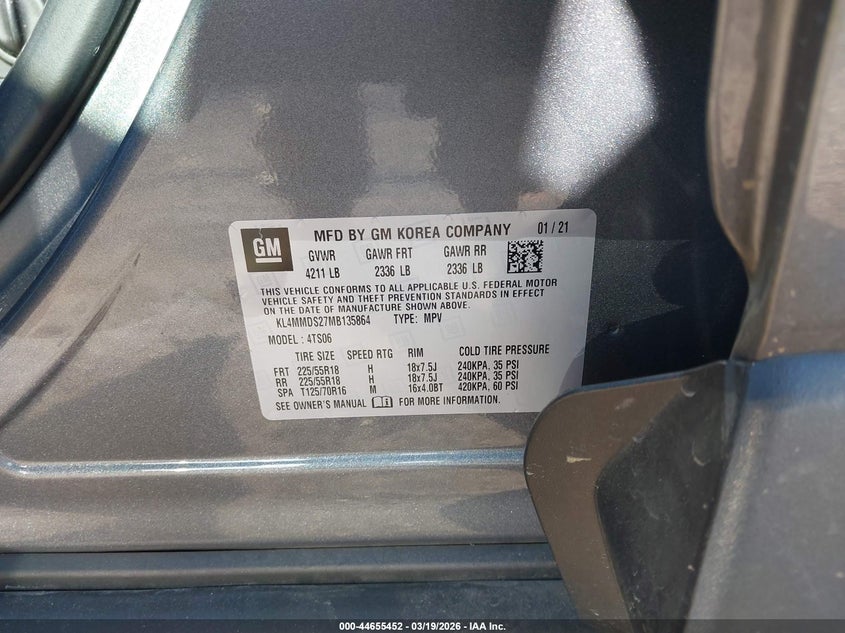 GM
MFD BY GM KOREA COMPANY 01 / 21
GVWR GAWR FRT GAWR RR
4211 LB 2336 LB 2336 LB
THIS VEHICLE CONFORMS TO ALL APPLICABLE U.S. FEDERAL MOTOR
VEHICLE SAFETY AND THEFT PREVENTION STANDARDS IN EFFECT
ON THE DATE OF MANUFACTURE SHOWN ABOVE.
KL4MMDS27MB135864 TYPE: MPV
MODEL : 4TS06
TIRE SIZE SPEED RTG RIM COLD TIRE PRESSURE
FRT 225/55R18 H 18x7.5J 240KPA, 35 PSI
RR 225/55R18 H 18x7.5J 240KPA, 35 PSI
SPA T125/70R16 M 16x4.0BT 420KPA, 60 PSI
SEE OWNER'S MANUAL FOR MORE INFORMATION
000-44655452 - 03/19/2026 - IAA Inc.